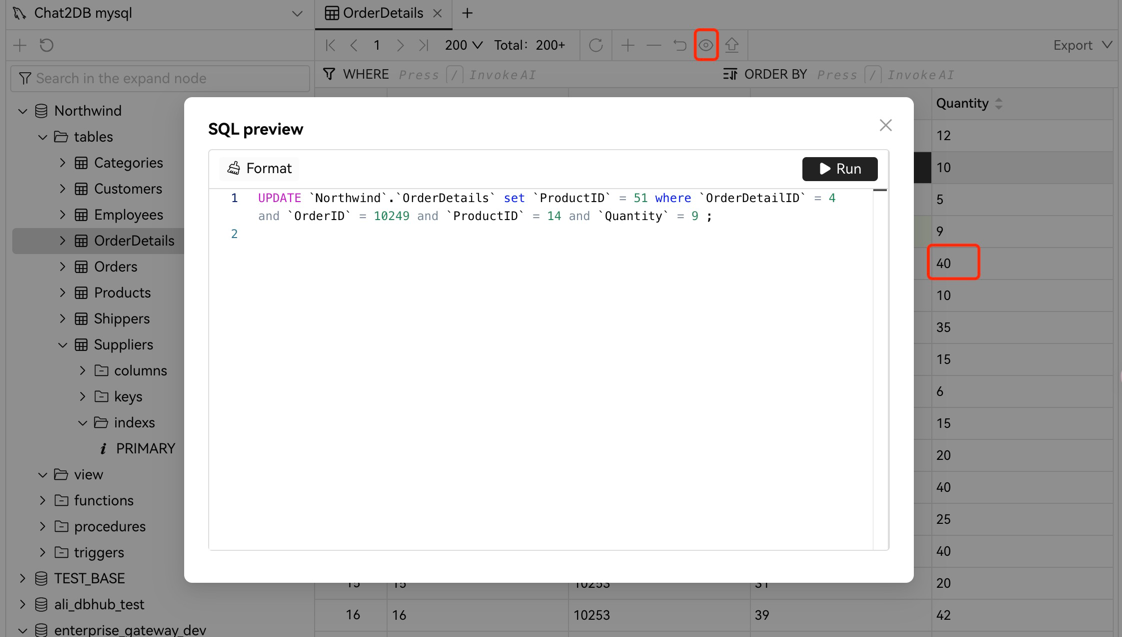 Chat2DB mysql
OrderDetails
1
200
Total: 200+
Export
Search in the expand node
WHERE Press / Invoke AI
ORDER BY Press / Invoke AI
Northwind
tables
Categories
Customers
Employees
OrderDetails
Orders
Products
Shippers
Suppliers
columns
keys
indexs
i PRIMARY
view
functions
procedures
triggers
TEST_BASE
ali_dbhub_test
enterprise_gateway_dev
SQL preview
Format
Run
1 UPDATE `Northwind`.`OrderDetails` set `ProductID` = 51 where `OrderDetailID` = 4
and `OrderID` = 10249 and `ProductID` = 14 and `Quantity` = 9 ;
2
Quantity
12
10
5
9
40
10
35
15
6
15
20
40
25
40
15 15 10253 31 20
16 16 10253 39 42